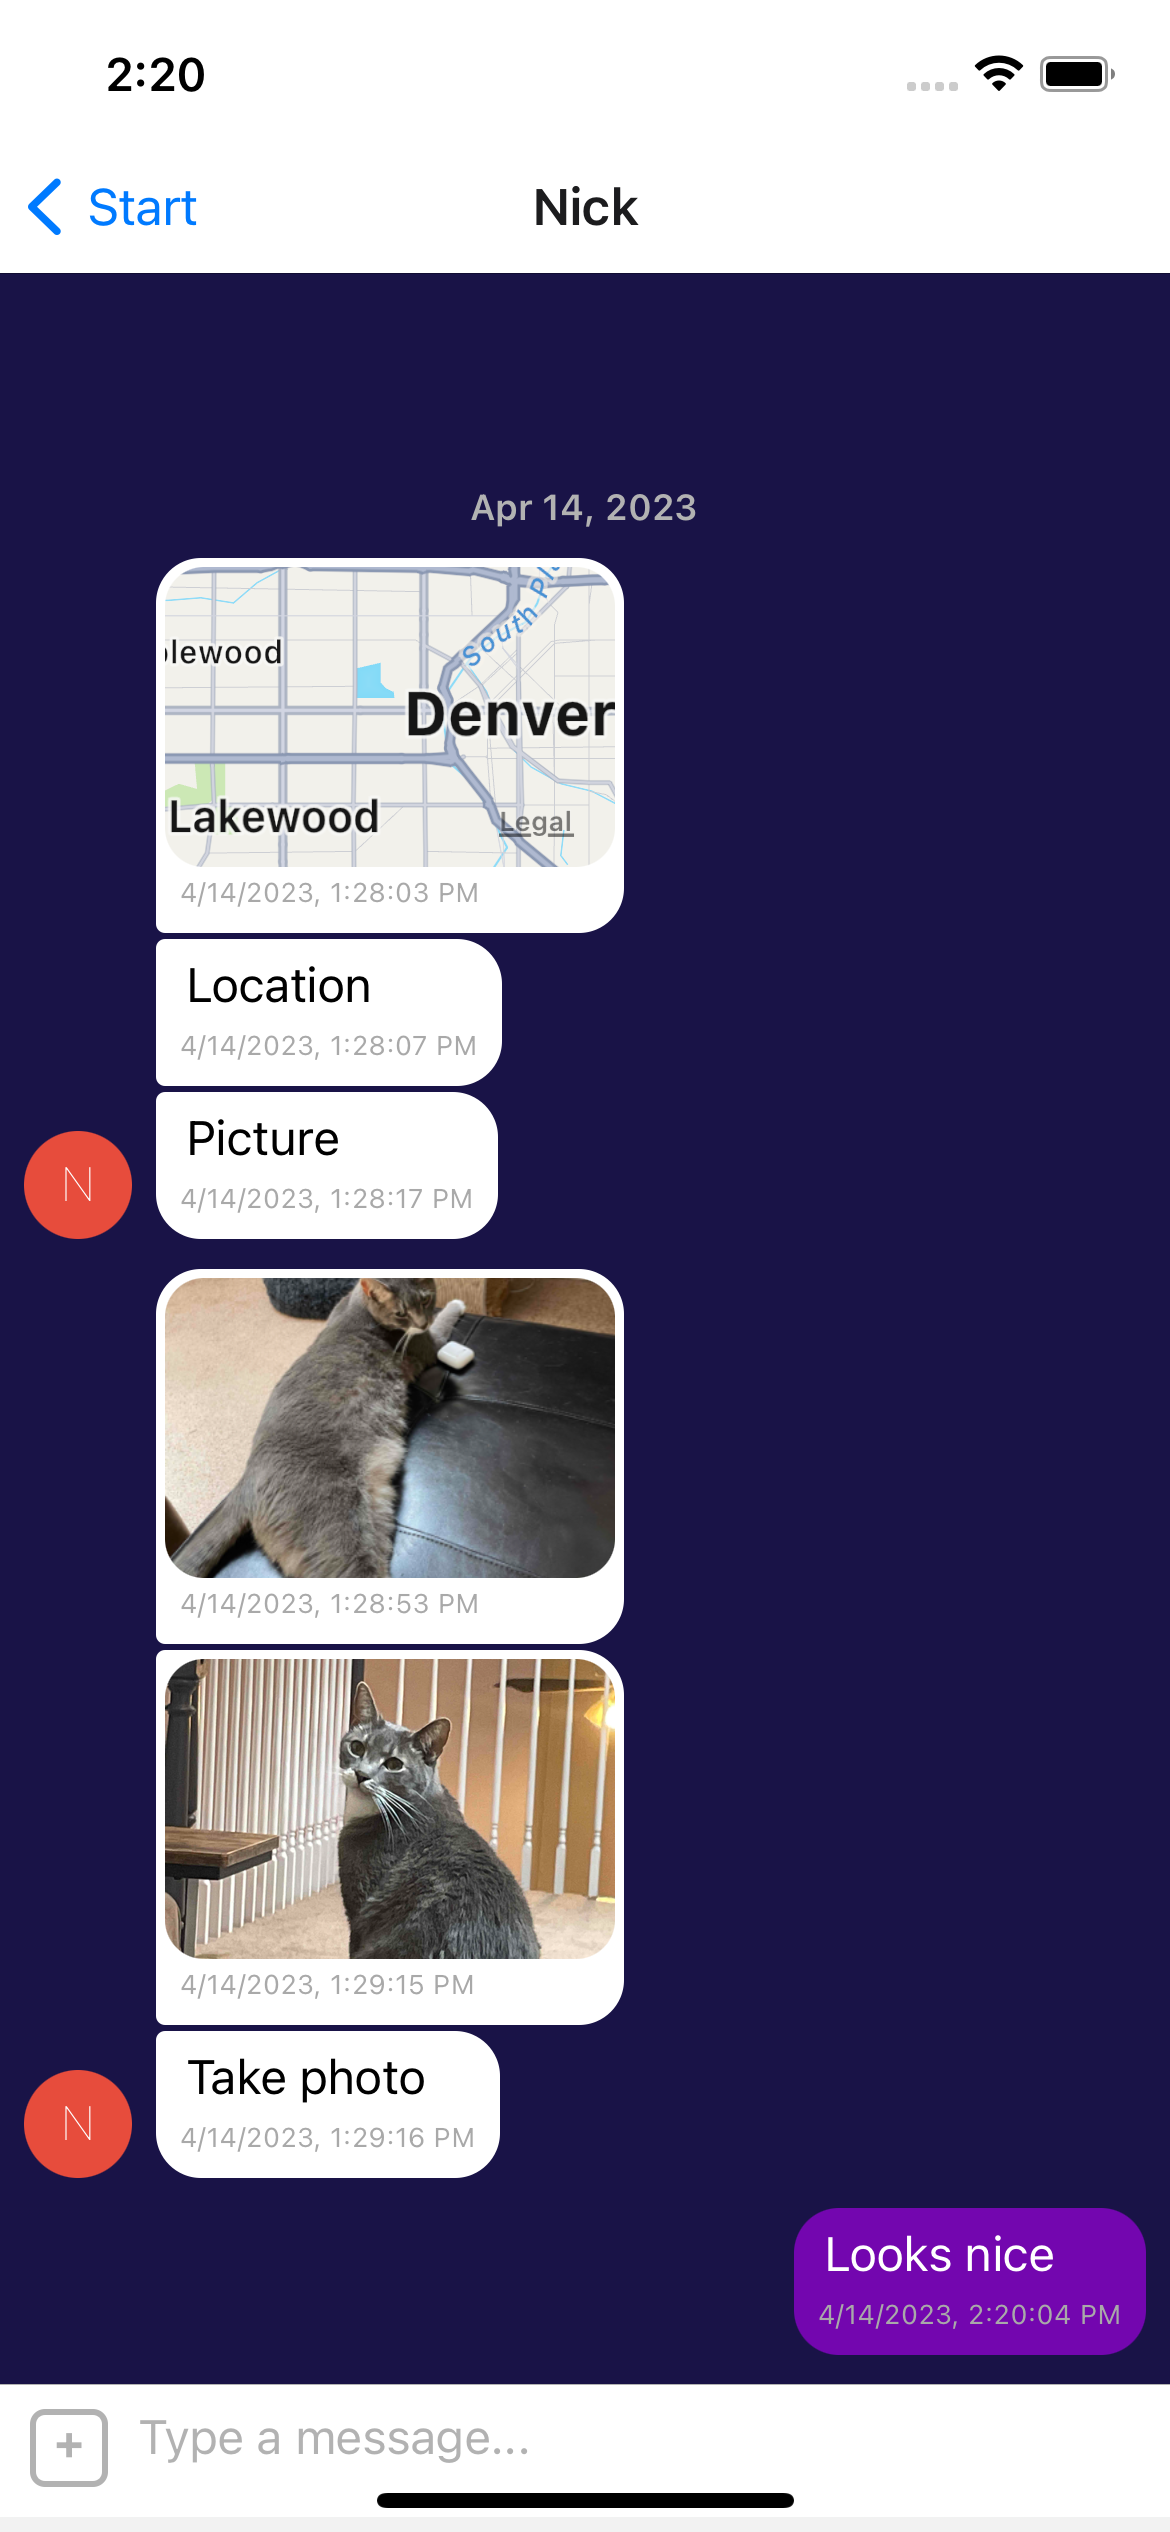 2:20
Start
Nick
Apr 14, 2023
South Pl
lewood
Denver
Lakewood
Legal
4/14/2023, 1:28:03 PM
Location
4/14/2023, 1:28:07 PM
Picture
N
4/14/2023, 1:28:17 PM
4/14/2023, 1:28:53 PM
4/14/2023, 1:29:15 PM
Take photo
N
4/14/2023, 1:29:16 PM
Looks nice
4/14/2023, 2:20:04 PM
+ Type a message...